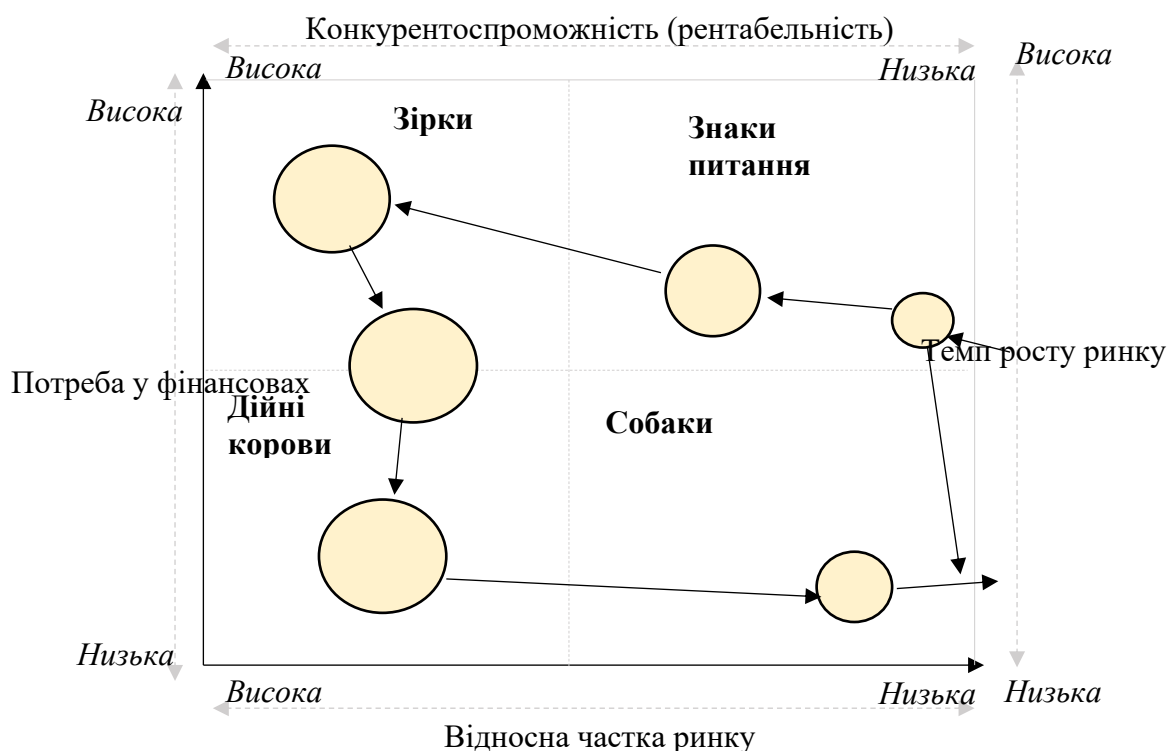 Конкурентоспроможність (рентабельність)
Висока
Висока
Низька
Висока
Зірки
Знаки
питання
Темп росту ринку
Потреба у фінансовах
Дійні
корови
Собаки
Низька
Висока
Низька
Низька
Відносна частка ринку